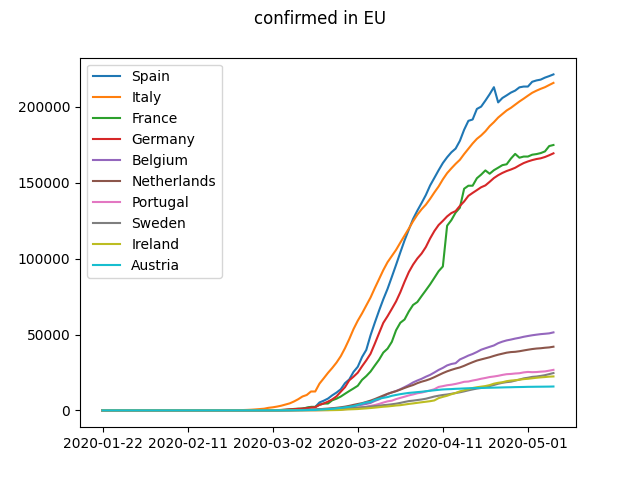 confirmed in EU
Spain
Italy
France
Germany
Belgium
Netherlands
Portugal
Sweden
Ireland
Austria
200000
150000
100000
50000
0
2020-01-22 2020-02-11 2020-03-02 2020-03-22 2020-04-11 2020-05-01